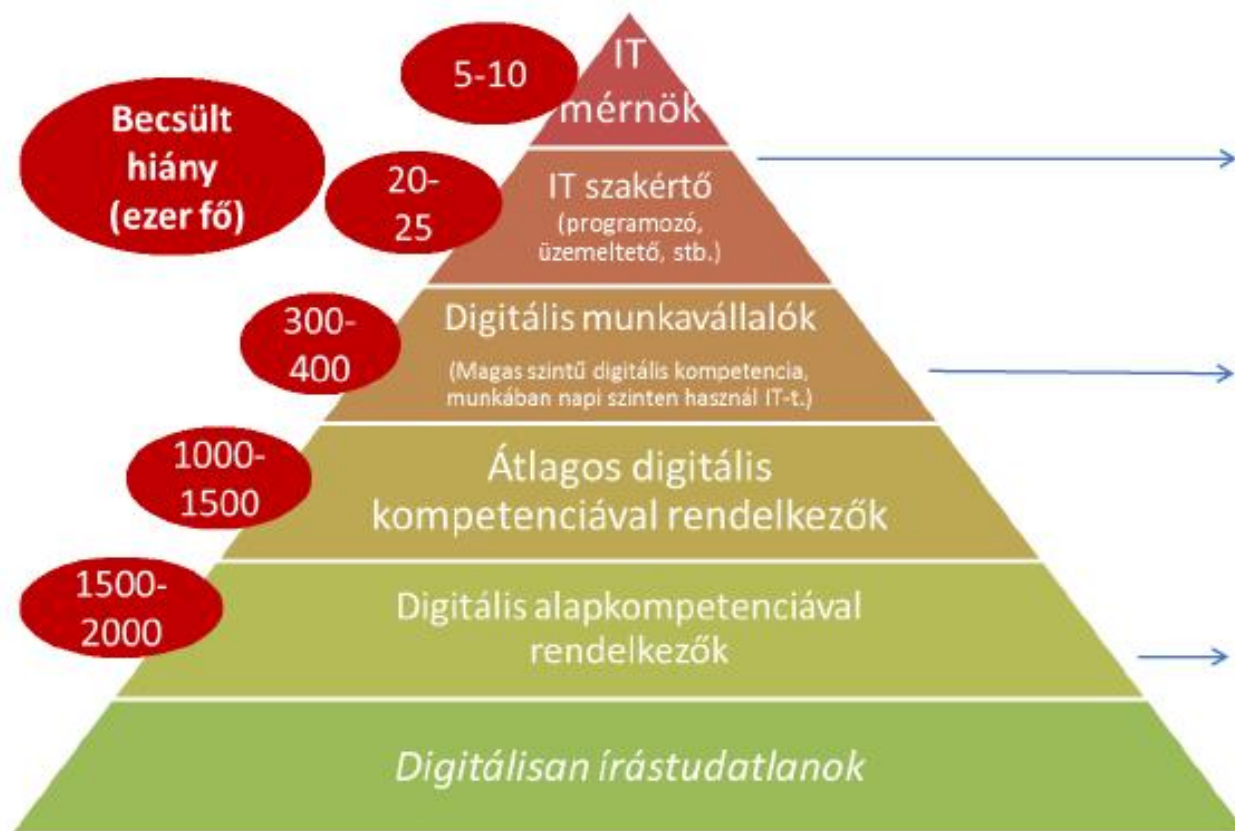 IT
mérnök
5-10
Becsült
hiány
(ezer fő)
20-
25
IT szakértő
(programozó,
üzemeltető, stb.)
300-
400
Digitális munkavállalók
(Magas szintű digitális kompetencia,
munkában napi szinten használ IT-t.)
1000-
1500
Átlagos digitális
kompetenciával rendelkezők
1500-
2000
Digitális alapkompetenciával
rendelkezők
Digitálisan írástudatlanok